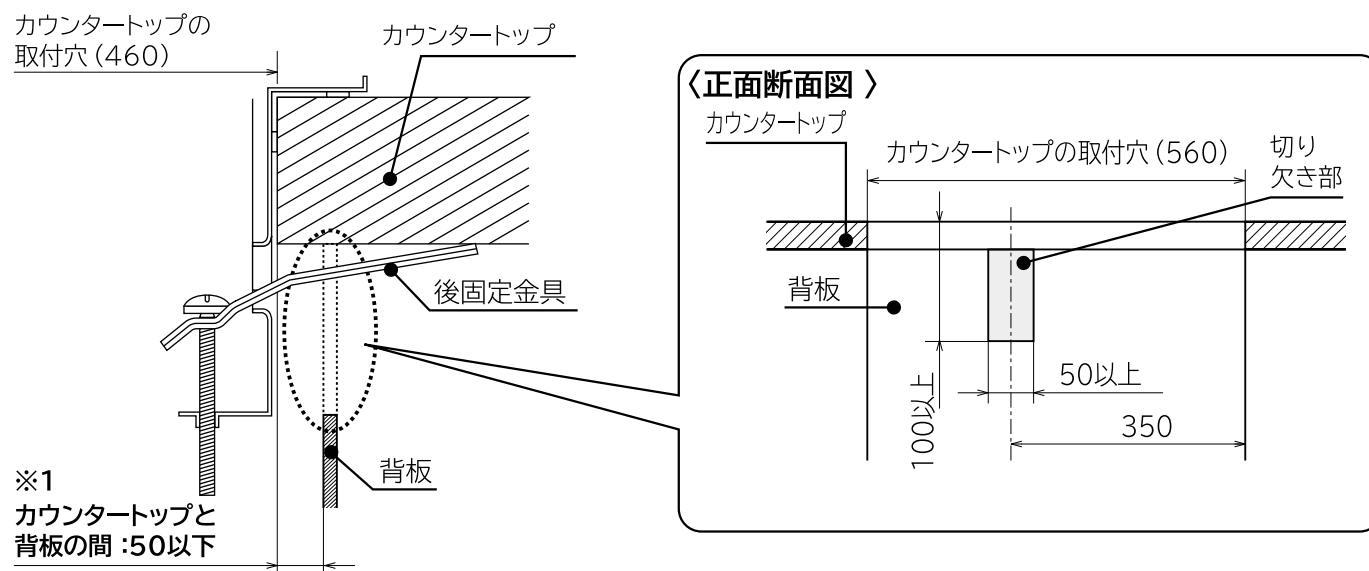 カウンタートップの
取付穴（460）
カウンタートップ
後固定金具
背板
※1
カウンタートップと
背板の間：50以下
〈正面断面図 〉
カウンタートップ
カウンタートップの取付穴（560）
切り
欠き部
背板
50以上
100以上
350